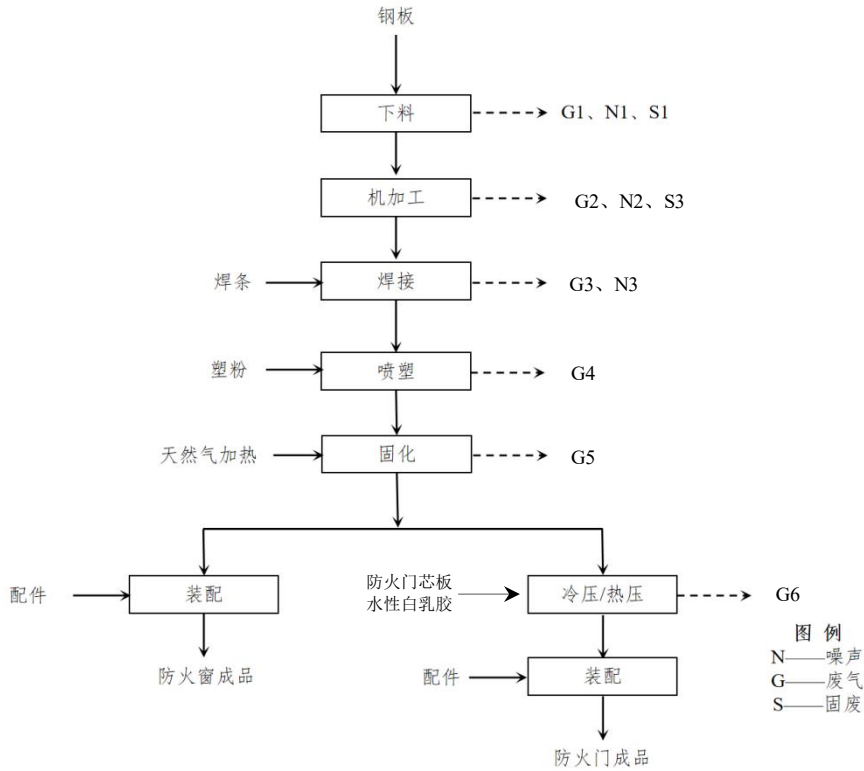 钢板
下料
G1、N1、S1
机加工
G2、N2、S3
焊条
焊接
G3、N3
塑粉
喷塑
G4
天然气加热
固化
G5
配件
装配
防火门芯板
水性白乳胶
冷压/热压
G6
防火窗成品
配件
装配
防火门成品
图 例
N——噪声
G——废气
S——固废